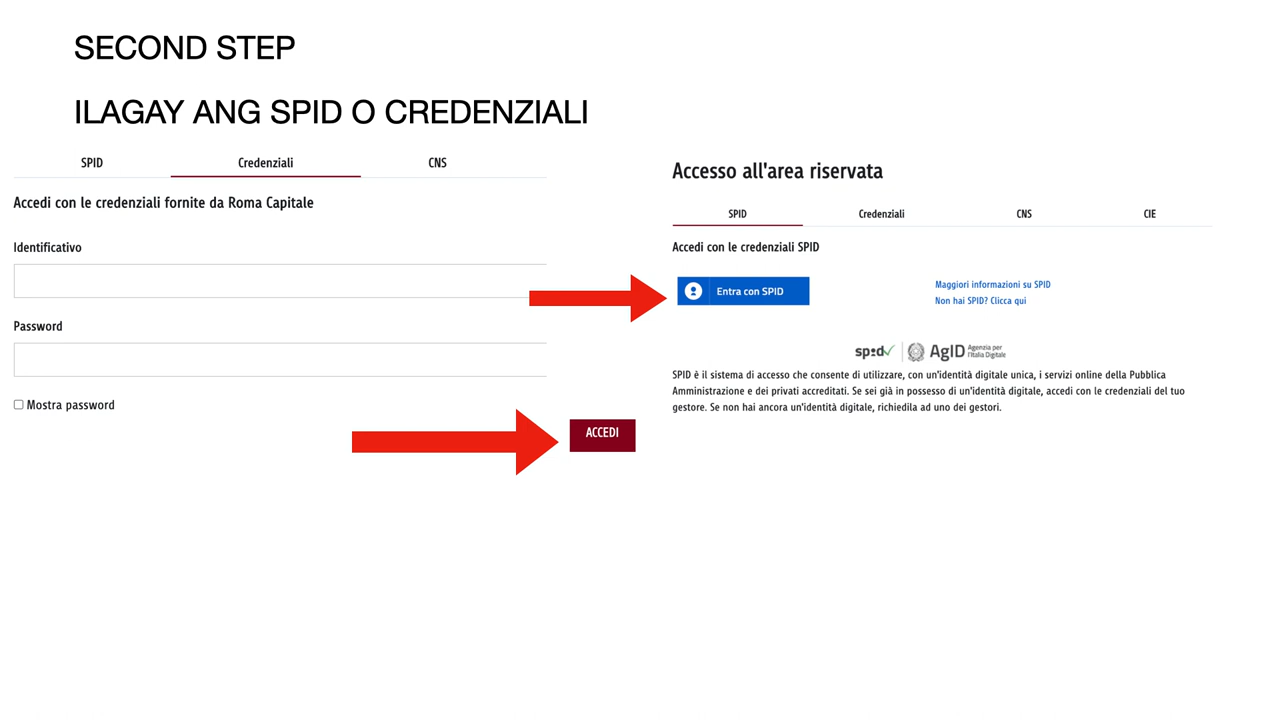 SECOND STEP
ILAGAY ANG SPID O CREDENZIALI
SPID Credenziali CNS
Accedi con le credenziali fornite da Roma Capitale
Identificativo
Password
Mostra password
ACCEDI
Accesso all'area riservata
SPID Credenziali CNS CIE
Accedi con le credenziali SPID
Entra con SPID
Maggiori informazioni su SPID
Non hai SPID? Clicca qui
spid AgID Agenzia per
l'Italia Digitale
SPID è il sistema di accesso che consente di utilizzare, con un'identità digitale unica, i servizi online della Pubblica
Amministrazione e dei privati accreditati. Se sei già in possesso di un'identità digitale, accedi con le credenziali del tuo
gestore. Se non hai ancora un'identità digitale, richiedila ad uno dei gestori.